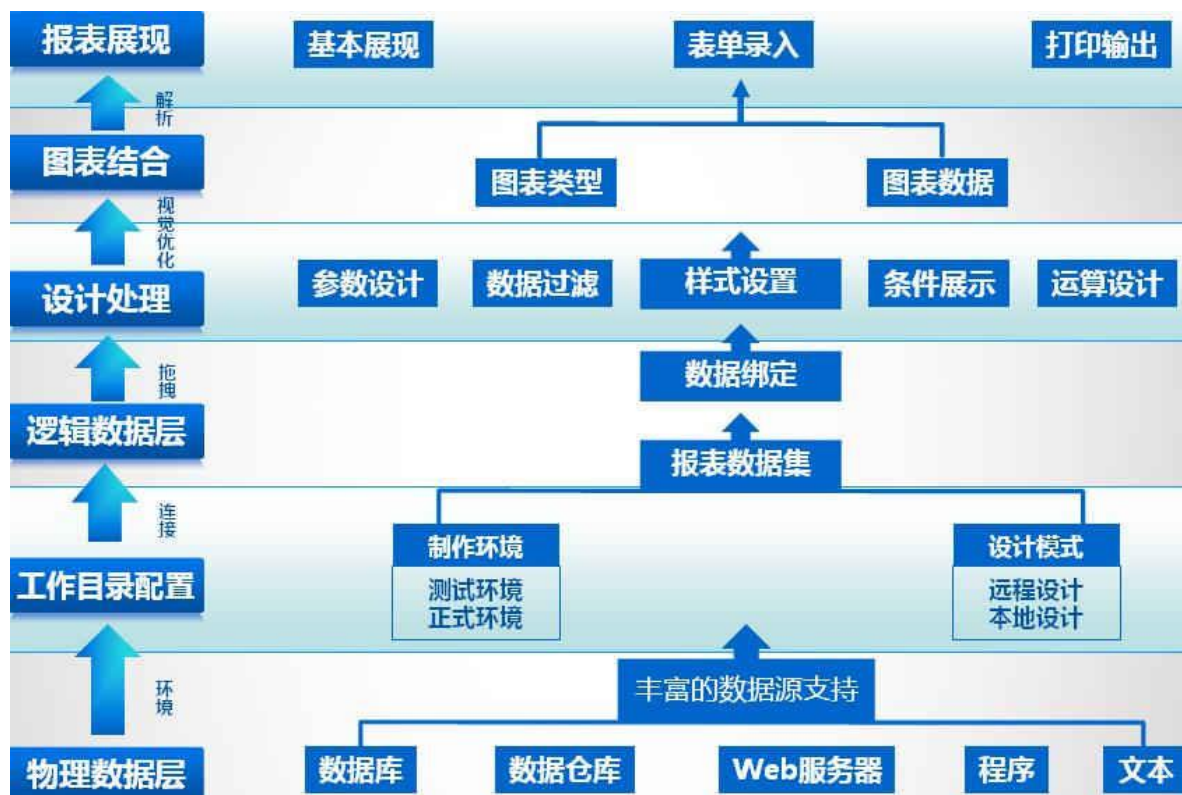 报表展现
基本展现
表单录入
打印输出
解析
图表结合
图表类型
图表数据
视觉优化
设计处理
参数设计
数据过滤
样式设置
条件展示
运算设计
拖拽
数据绑定
逻辑数据层
报表数据集
连接
制作环境
测试环境
正式环境
设计模式
远程设计
本地设计
工作目录配置
环境
丰富的数据源支持
物理数据层
数据库
数据仓库
Web服务器
程序
文本